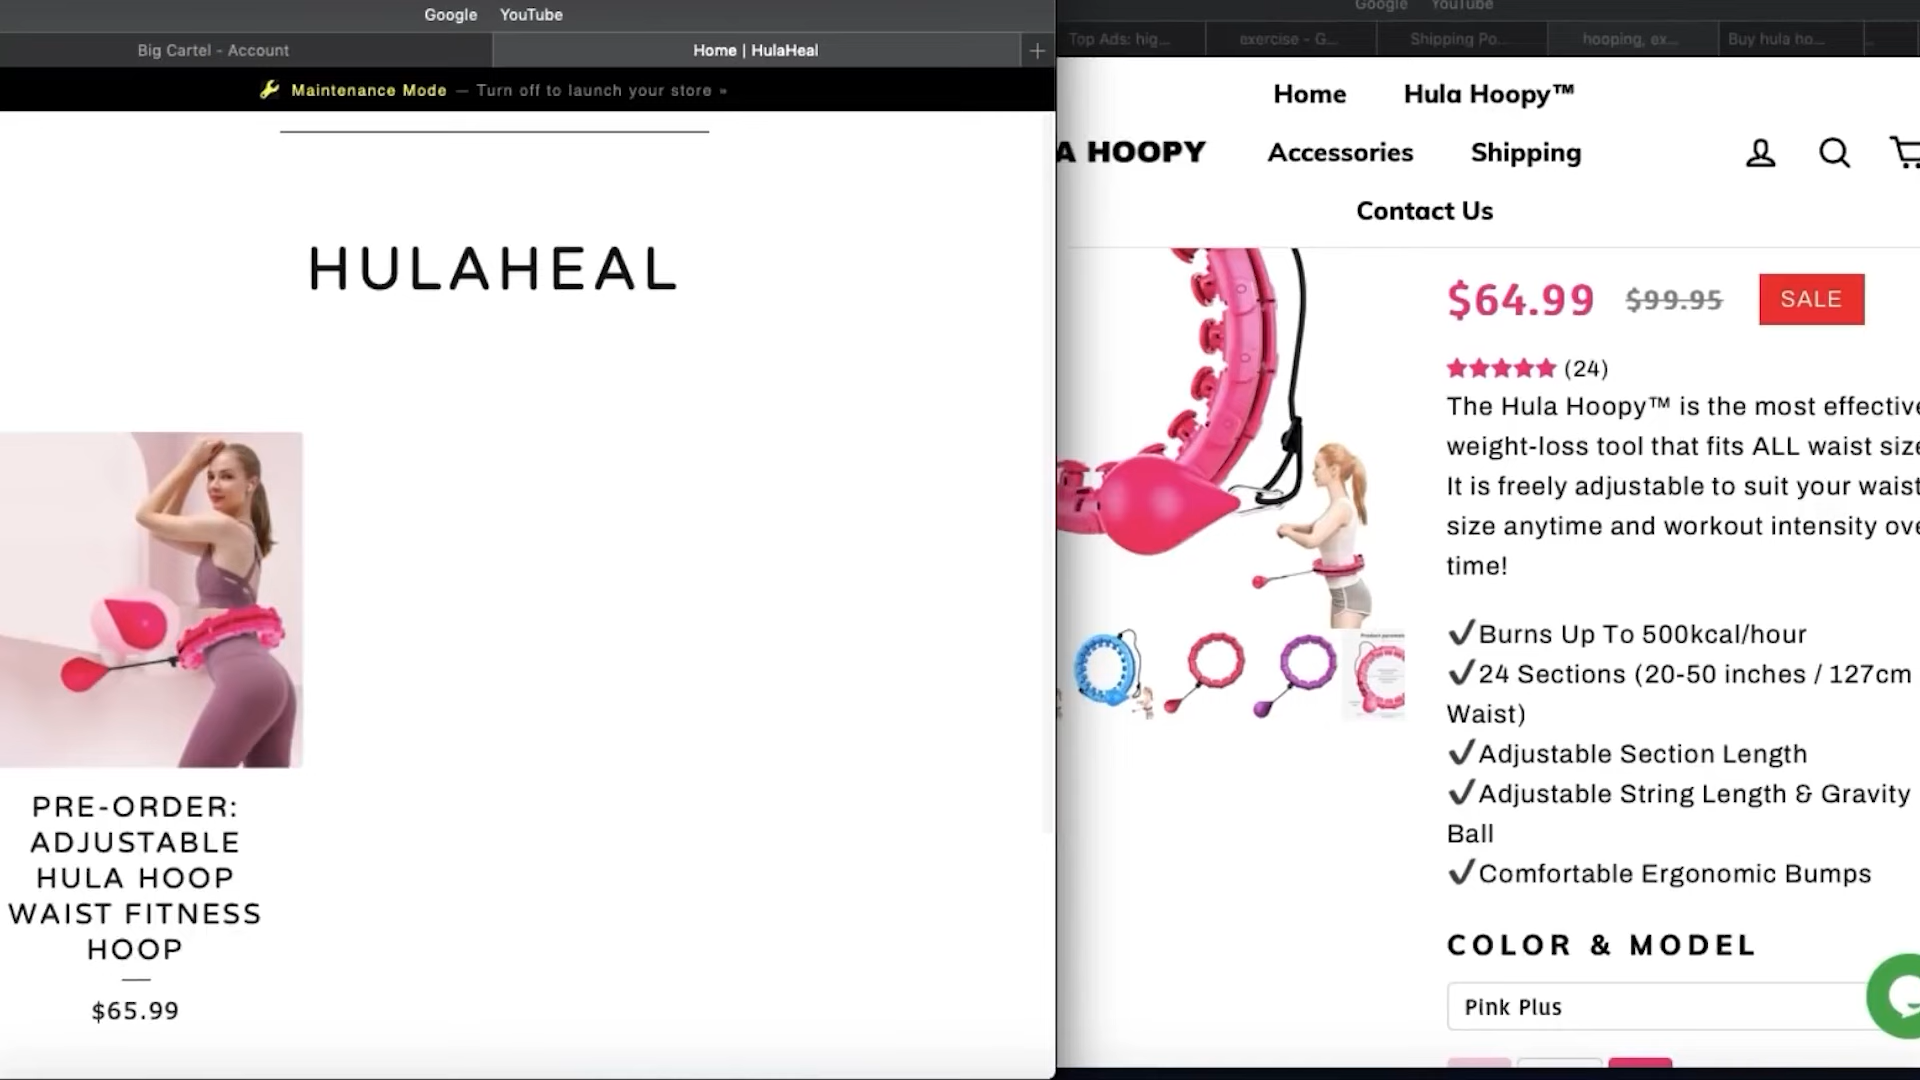 Google YouTube
Big Cartel - Account
Home | HulaHeal
Maintenance Mode — Turn off to launch your store »
HULAHEAL
PRE-ORDER:
ADJUSTABLE
HULA HOOP
WAIST FITNESS
HOOP
$65.99
Google YouTube
Top Ads: hig...
exercise - G...
Shipping Po...
hooping, ex...
Buy hula ho...
Home Hula Hoopy™
A HOOPY
Accessories Shipping
Contact Us
$64.99 $99.95 SALE
(24)
The Hula Hoopy™ is the most effective
weight-loss tool that fits ALL waist size
It is freely adjustable to suit your waist
size anytime and workout intensity ove
time!
✔Burns Up To 500kcal/hour
✔24 Sections (20-50 inches / 127cm
Waist)
✔Adjustable Section Length
✔Adjustable String Length & Gravity
Ball
✔Comfortable Ergonomic Bumps
COLOR & MODEL
Pink Plus